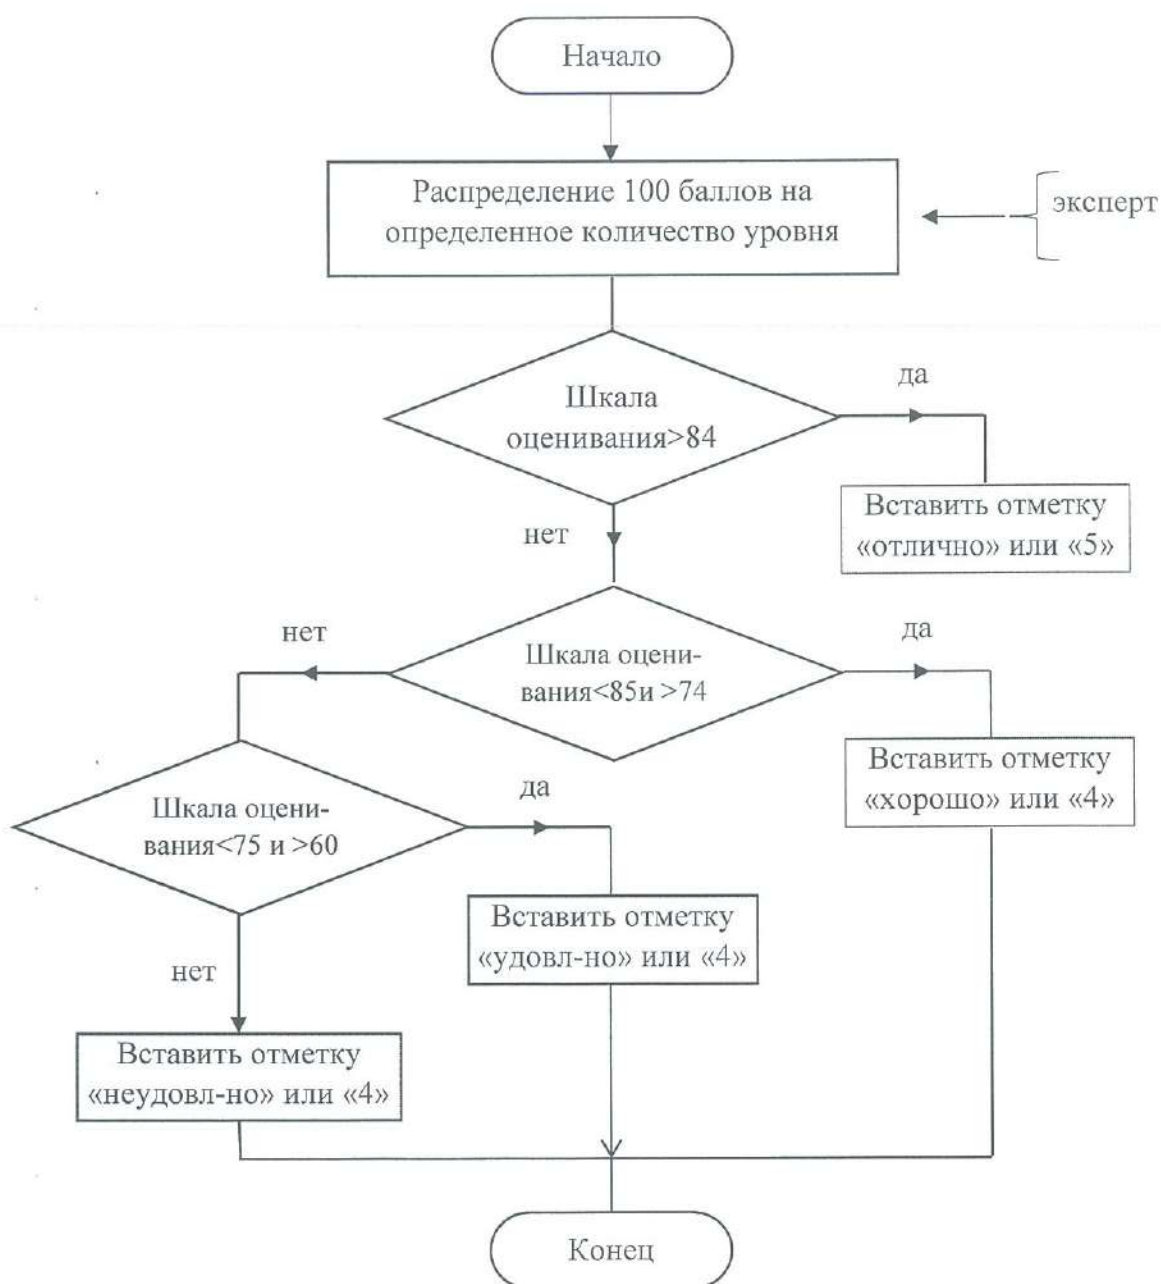 Начало
Распределение 100 баллов на
определенное количество уровня
эксперт
Шкала
оценивания>84
да
Вставить отметку
«отлично» или «5»
нет
Шкала оцени-
вания<85и >74
да
Вставить отметку
«хорошо» или «4»
нет
Шкала оцени-
вания<75 и >60
да
Вставить отметку
«удовл-но» или «4»
нет
Вставить отметку
«неудовл-но» или «4»
Конец